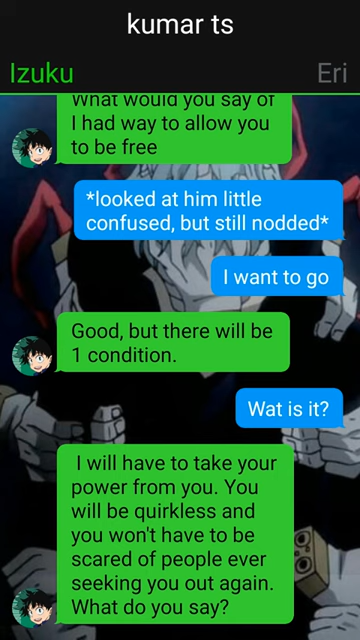 kumar ts
Izuku
Eri
What would you say of
I had way to allow you
to be free
*looked at him little
confused, but still nodded*
I want to go
Good, but there will be
1 condition.
Wat is it?
I will have to take your
power from you. You
will be quirkless and
you won't have to be
scared of people ever
seeking you out again.
What do you say?